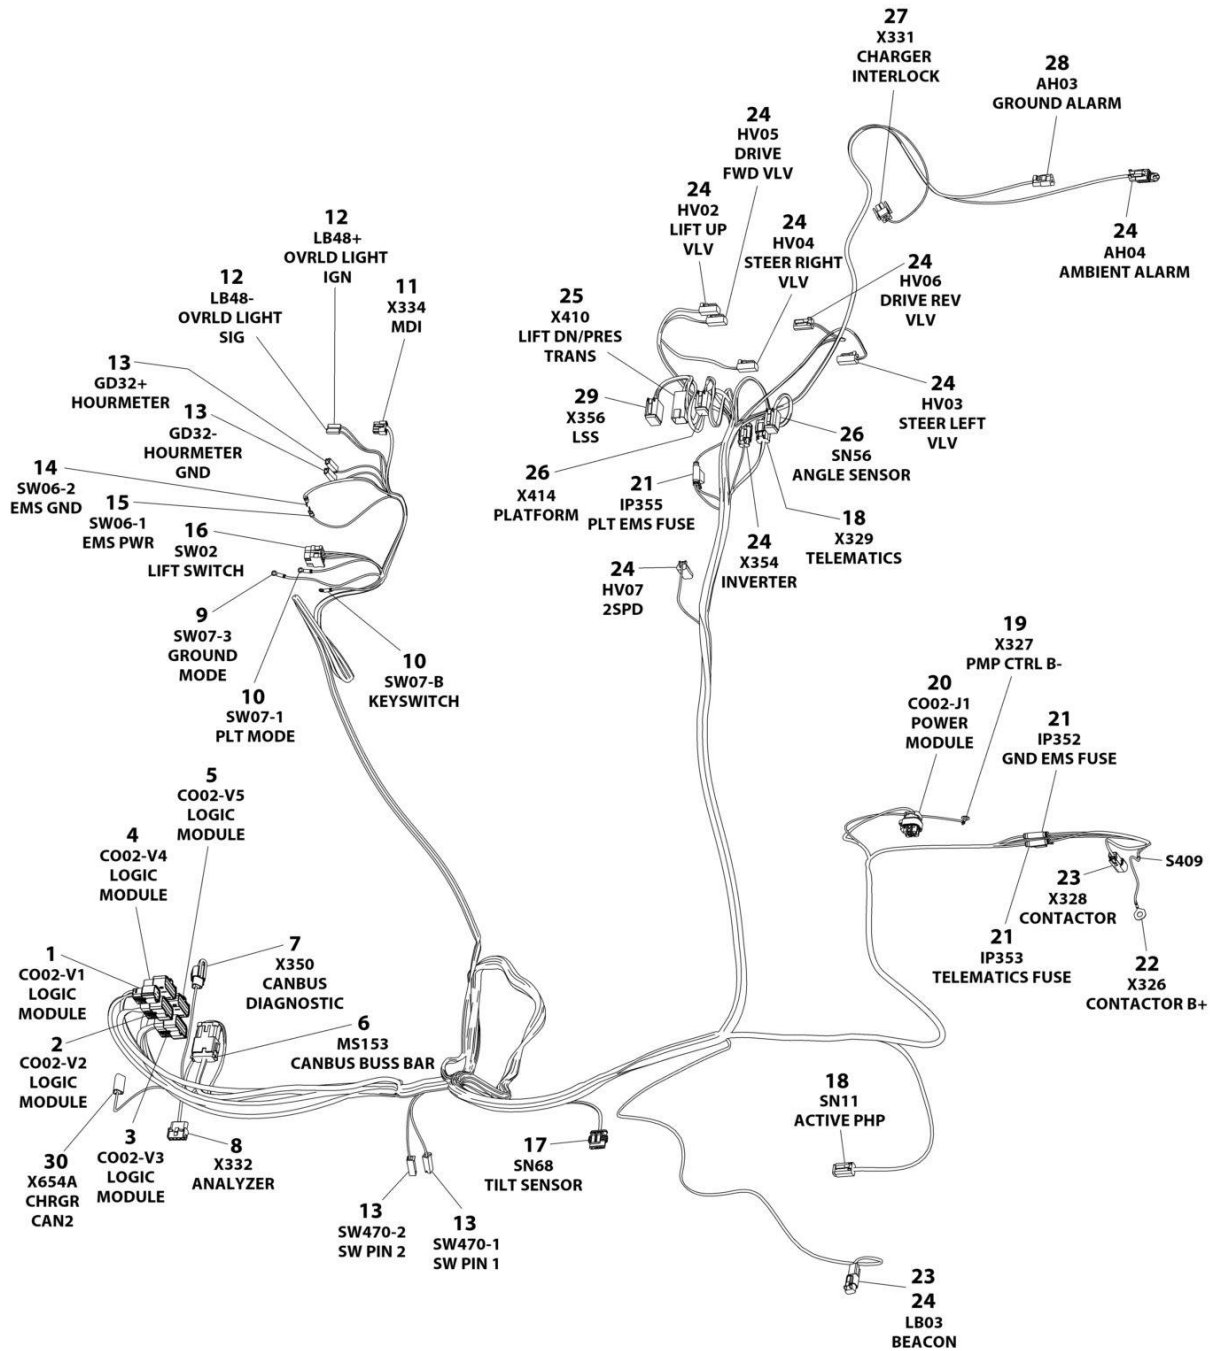 27
X331
CHARGER
INTERLOCK
28
AH03
GROUND ALARM
24
HV05
DRIVE
FWD VLV
24
HV02
LIFT UP
VLV
24
HV04
STEER RIGHT
VLV
24
AH04
AMBIENT ALARM
24
HV06
DRIVE REV
VLV
12
LB48+
OVRLD LIGHT
IGN
12
LB48-
OVRLD LIGHT
SIG
11
X334
MDI
25
X410
LIFT DN/PRES
TRANS
13
GD32+
HOURMETER
13
GD32-
HOURMETER
GND
29
X356
LSS
24
HV03
STEER LEFT
VLV
26
SN56
ANGLE SENSOR
14
SW06-2
EMS GND
15
SW06-1
EMS PWR
26
X414
PLATFORM
21
IP355
PLT EMS FUSE
18
X329
TELEMATICS
16
SW02
LIFT SWITCH
24
X354
INVERTER
24
HV07
2SPD
9
SW07-3
GROUND
MODE
10
SW07-B
KEYSWITCH
10
SW07-1
PLT MODE
19
X327
PMP CTRL B-
20
CO02-J1
POWER
MODULE
21
IP352
GND EMS FUSE
5
CO02-V5
LOGIC
MODULE
4
CO02-V4
LOGIC
MODULE
S409
23
X328
CONTACTOR
21
IP353
TELEMATICS FUSE
22
X326
CONTACTOR B+
1
CO02-V1
LOGIC
MODULE
7
X350
CANBUS
DIAGNOSTIC
2
CO02-V2
LOGIC
MODULE
6
MS153
CANBUS BUSS BAR
18
SN11
ACTIVE PHP
30
X654A
CHRGR
CAN2
3
CO02-V3
LOGIC
MODULE
8
X332
ANALYZER
17
SN68
TILT SENSOR
13
SW470-2
SW PIN 2
13
SW470-1
SW PIN 1
23
24
LB03
BEACON